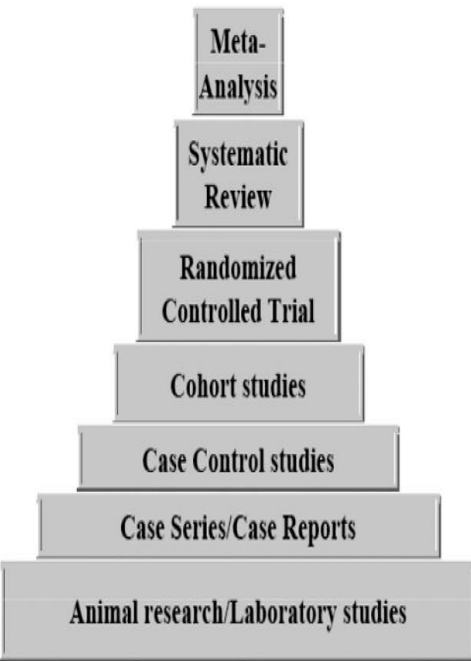 Meta-
Analysis
Systematic
Review
Randomized
Controlled Trial
Cohort studies
Case Control studies
Case Series/Case Reports
Animal research/Laboratory studies